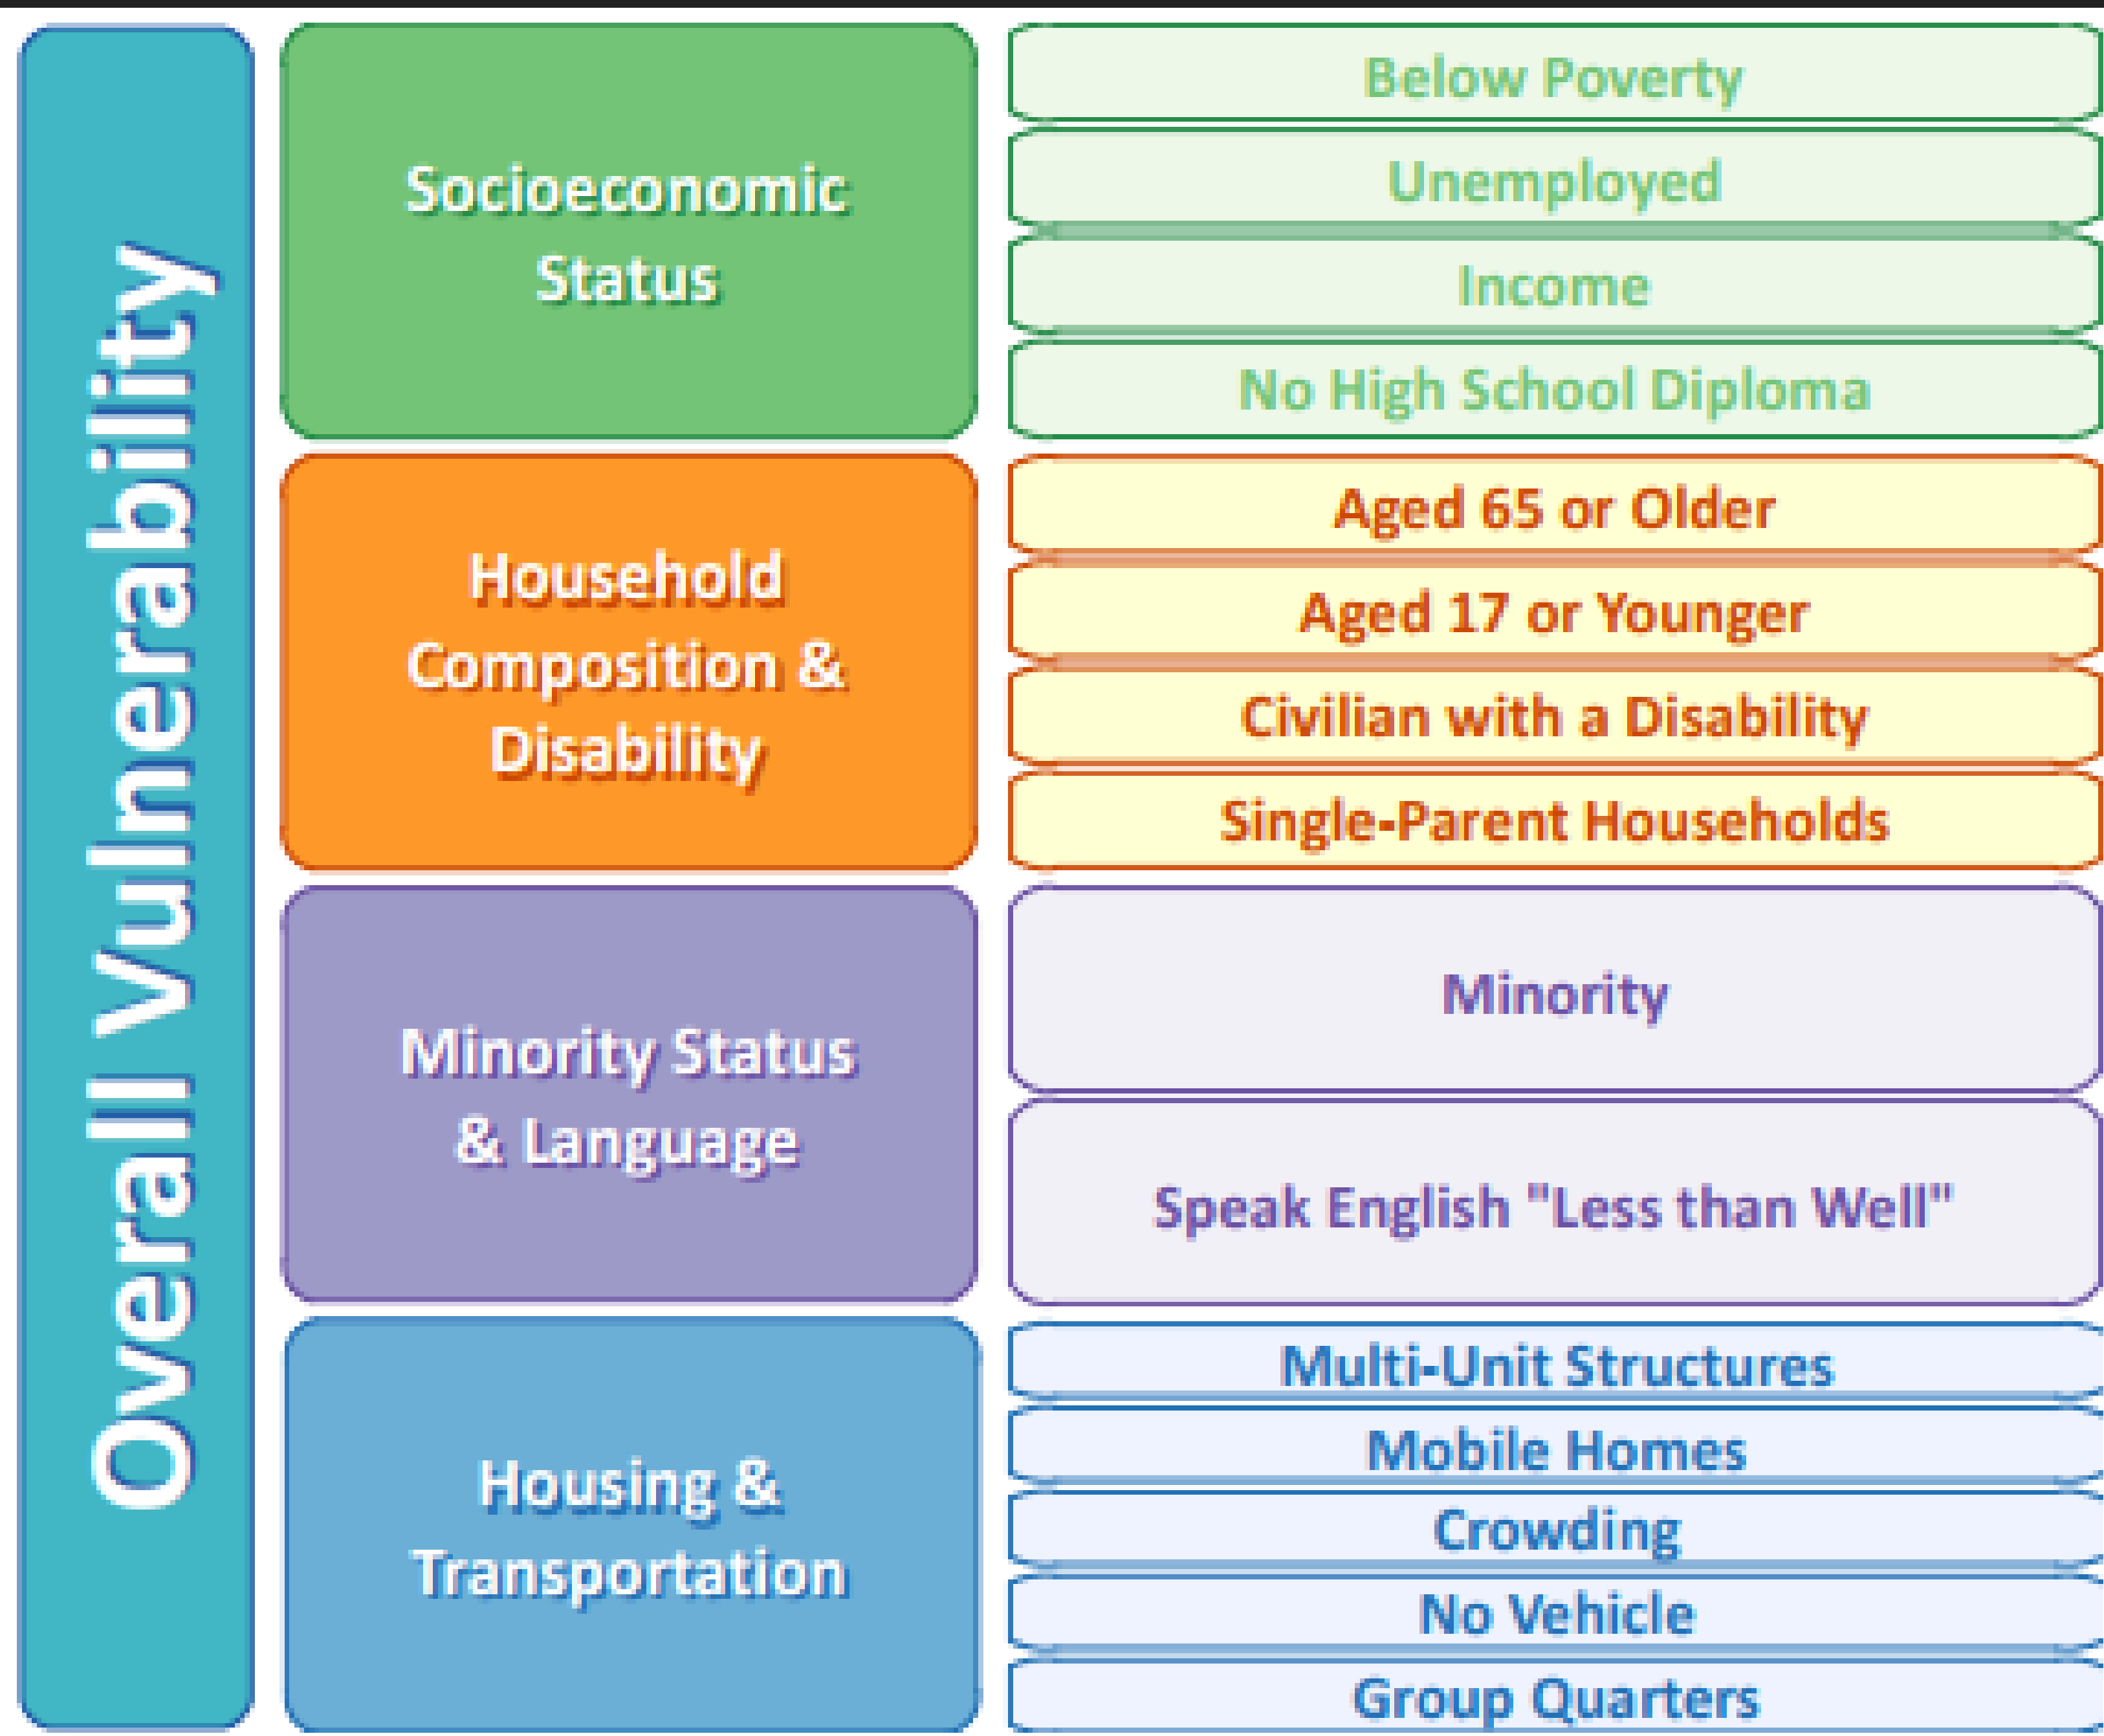 Overall Vulnerability
Socioeconomic
Status
Below Poverty
Unemployed
Income
No High School Diploma
Household
Composition &
Disability
Aged 65 or Older
Aged 17 or Younger
Civilian with a Disability
Single-Parent Households
Minority Status
& Language
Minority
Speak English "Less than Well"
Housing &
Transportation
Multi-Unit Structures
Mobile Homes
Crowding
No Vehicle
Group Quarters